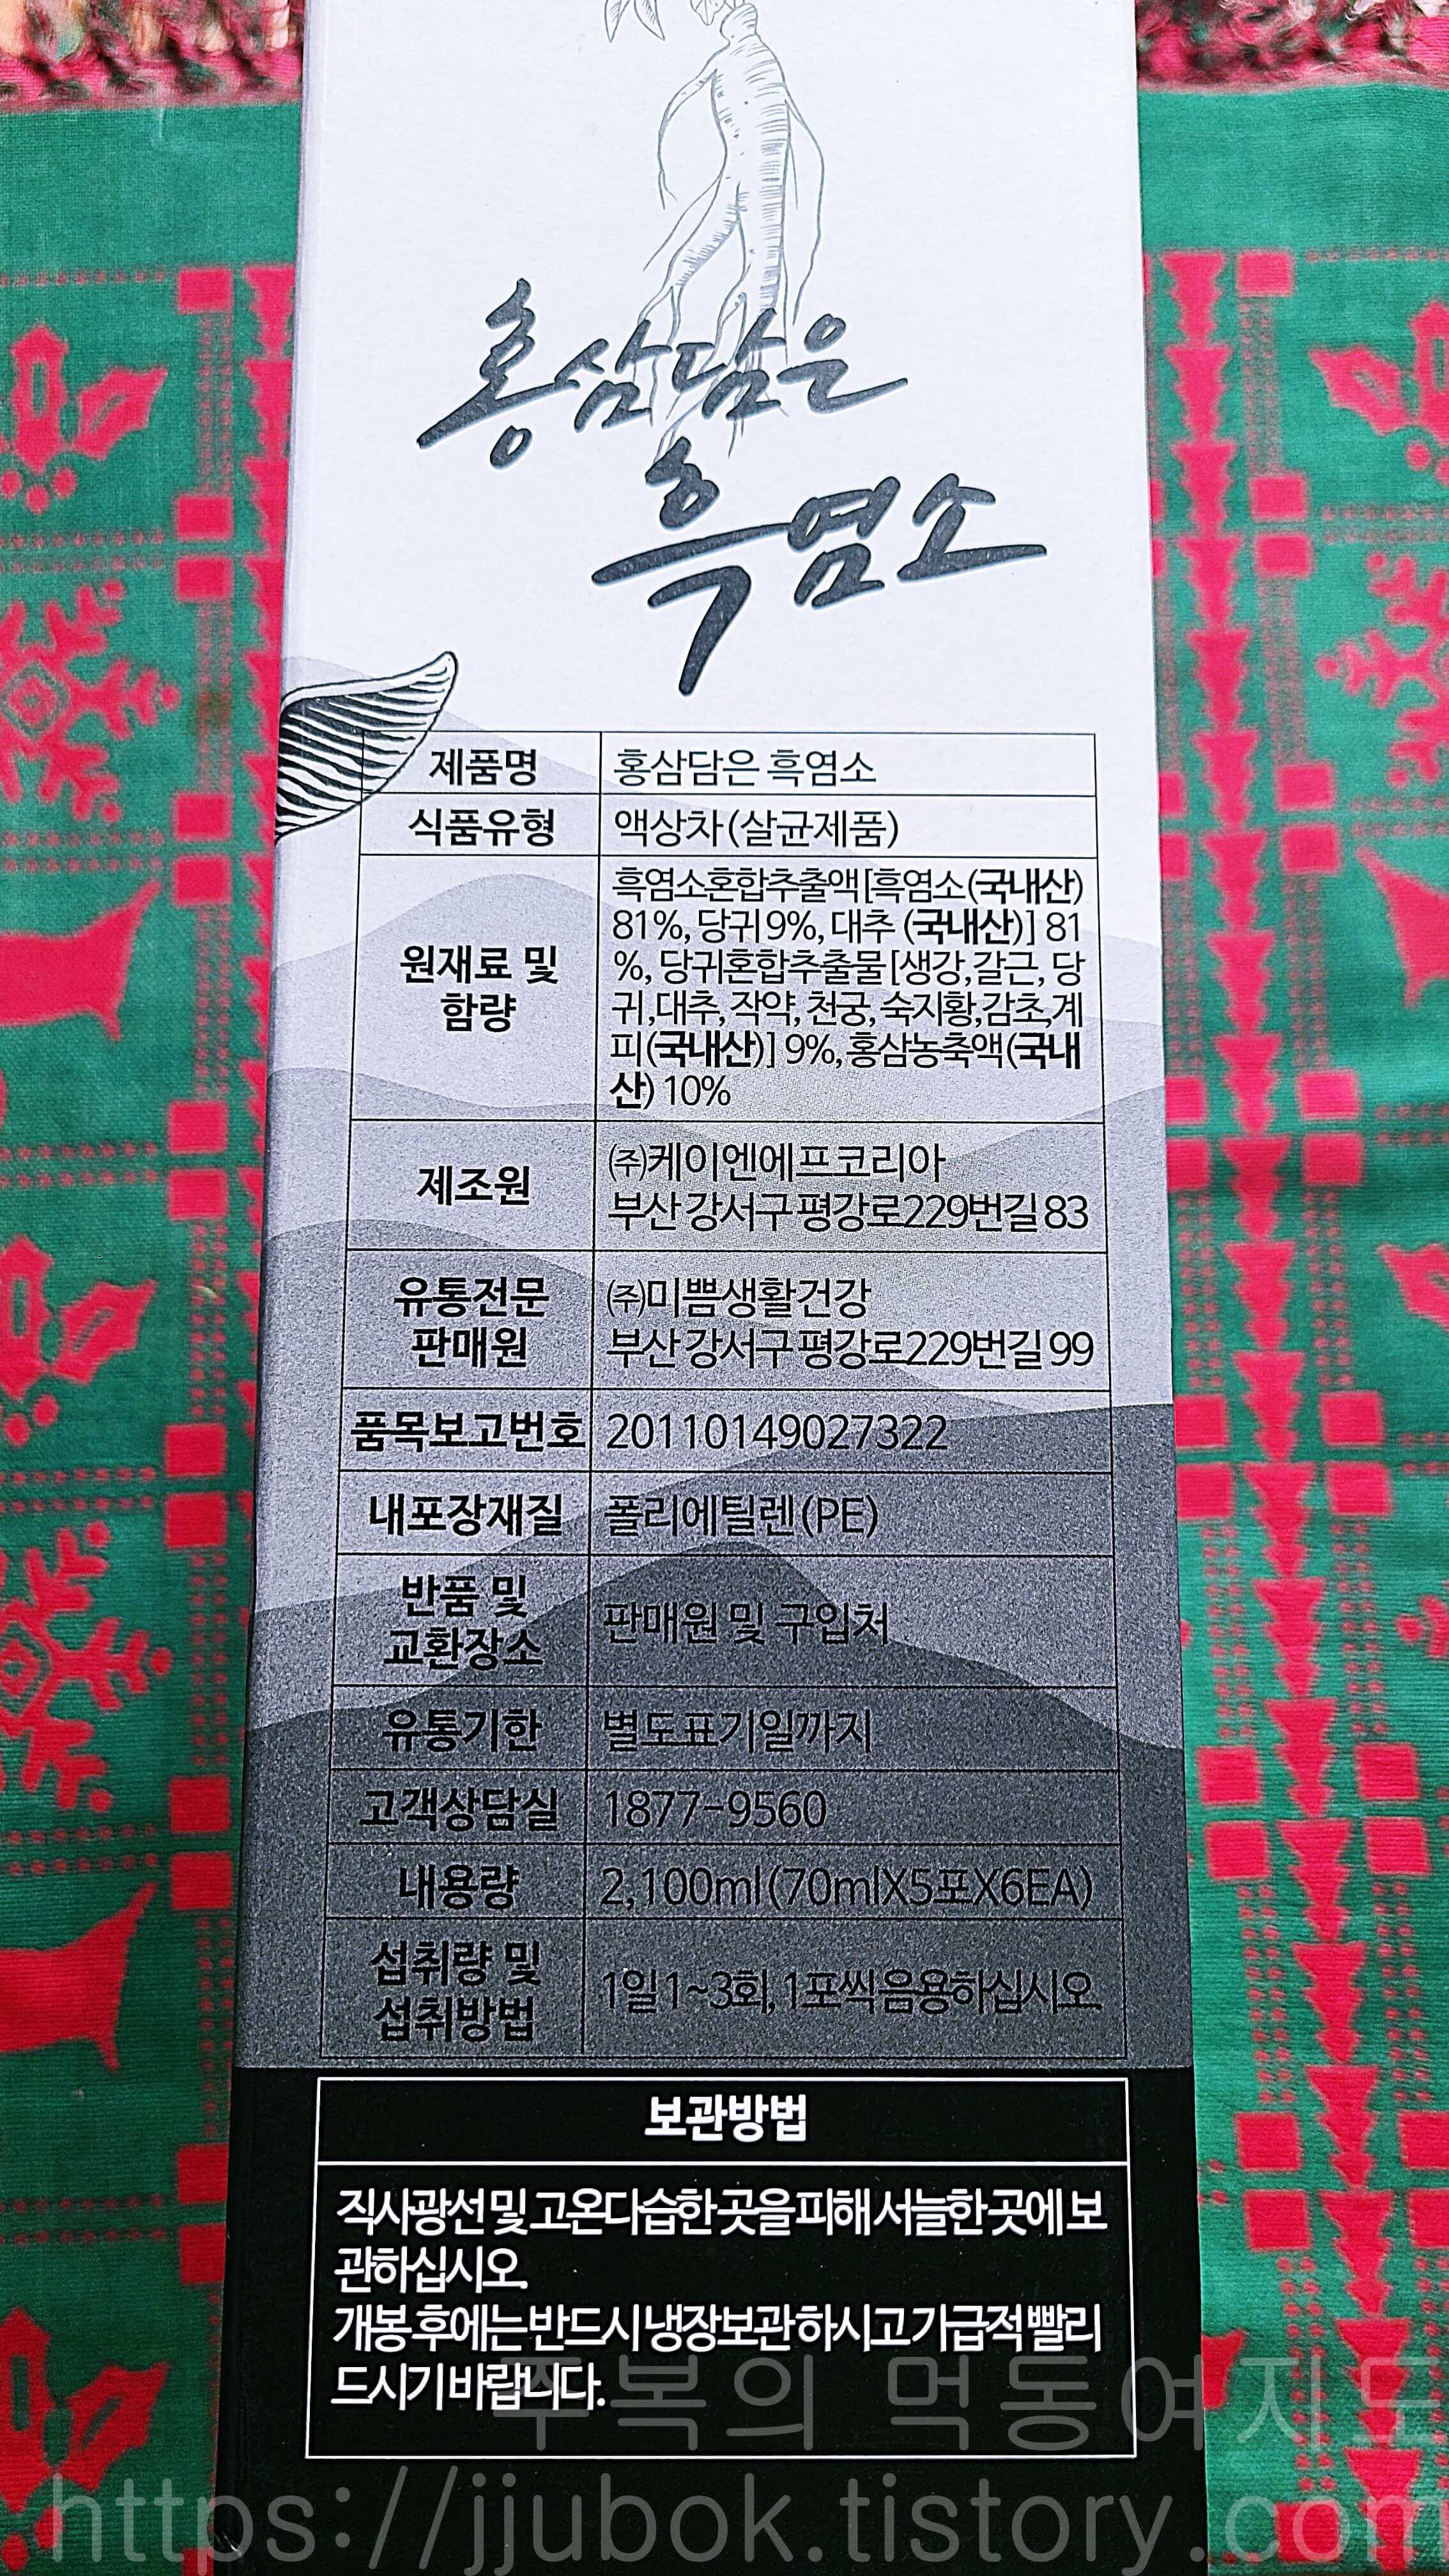 홍삼담은
흑염소
제품명 홍삼담은 흑염소
식품유형 액상차(살균제품)
원재료 및
함량
흑염소혼합추출액[흑염소(국내산)
81%, 당귀9%, 대추 (국내산)] 81
%, 당귀혼합추출물[생강,갈근, 당
귀,대추,작약, 천궁, 숙지황,감초,계
피(국내산)] 9%, 홍삼농축액(국내
산) 10%
제조원
㈜케이엔에프코리아
부산 강서구 평강로229번길 83
유통전문
판매원
㈜미쁨생활건강
부산 강서구 평강로229번길 99
품목보고번호 20110149027322
내포장재질 폴리에틸렌(PE)
반품 및
교환장소
판매원 및 구입처
유통기한 별도표기일까지
고객상담실 1877-9560
내용량 2,100ml(70mlX5포X6EA)
섭취량 및
섭취방법
1일 1~3회, 1포씩 음용하십시오.
보관방법
직사광선 및 고온다습한 곳을 피해 서늘한 곳에 보
관하십시오.
개봉 후에는 반드시 냉장보관 하시고 가급적 빨리
드시기 바랍니다.
주복의 먹동여지도
https://jjubok.tistory.com